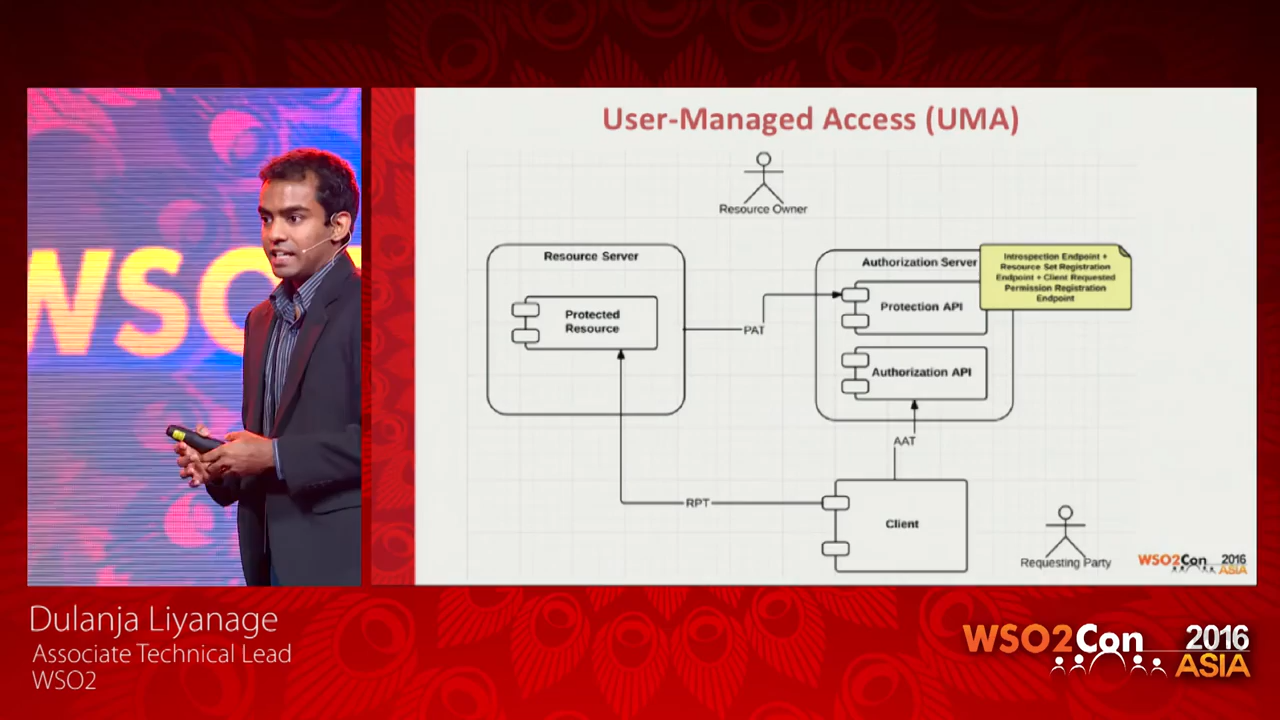 User-Managed Access (UMA)
Resource Owner
Resource Server
Protected
Resource
PAT
Authorization Server
Introspection Endpoint +
Resource Set Registration
Endpoint + Client Requested
Permission Registration
Endpoint
Protection API
Authorization API
AAT
RPT
Client
Requesting Party
WSO2Con 2016
ASIA
WSO
Dulanja Liyanage
Associate Technical Lead
WSO2
WSO2Con 2016
ASIA